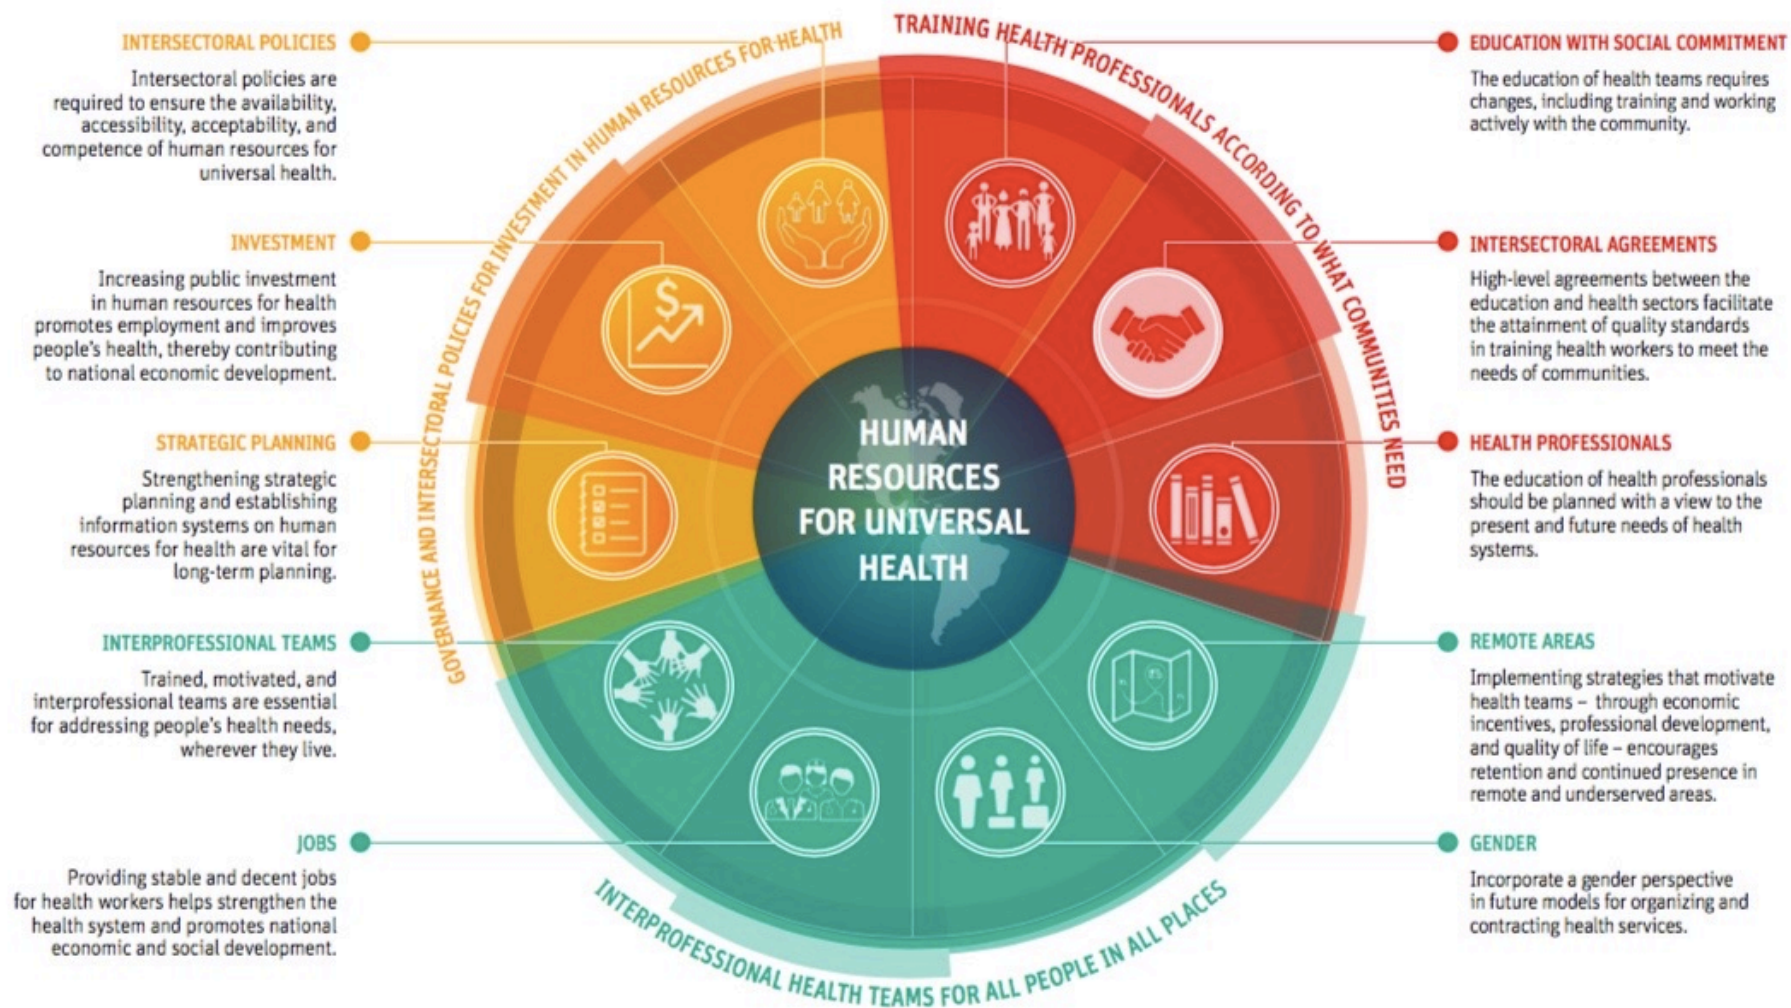 GOVERNANCE AND INTERSECTORAL POLICIES FOR INVESTMENT IN HUMAN RESOURCES FOR HEALTH
INTERSECTORAL POLICIES
Intersectoral policies are
required to ensure the availability,
accessibility, acceptability, and
competence of human resources for
universal health.
INVESTMENT
Increasing public investment
in human resources for health
promotes employment and improves
people's health, thereby contributing
to national economic development.
STRATEGIC PLANNING
Strengthening strategic
planning and establishing
information systems on human
resources for health are vital for
long-term planning.
INTERPROFESSIONAL TEAMS
Trained, motivated, and
interprofessional teams are essential
for addressing people's health needs,
wherever they live.
JOBS
Providing stable and decent jobs
for health workers helps strengthen the
health system and promotes national
economic and social development.
HUMAN
RESOURCES
FOR UNIVERSAL
HEALTH
$
TRAINING HEALTH PROFESSIONALS ACCORDING TO WHAT COMMUNITIES NEED
EDUCATION WITH SOCIAL COMMITMENT
The education of health teams requires
changes, including training and working
actively with the community.
INTERSECTORAL AGREEMENTS
High-level agreements between the
education and health sectors facilitate
the attainment of quality standards
in training health workers to meet the
needs of communities.
HEALTH PROFESSIONALS
The education of health professionals
should be planned with a view to the
present and future needs of health
systems.
REMOTE AREAS
Implementing strategies that motivate
health teams – through economic
incentives, professional development,
and quality of life – encourages
retention and continued presence in
remote and underserved areas.
GENDER
Incorporate a gender perspective
in future models for organizing and
contracting health services.
INTERPROFESSIONAL HEALTH TEAMS FOR ALL PEOPLE IN ALL PLACES